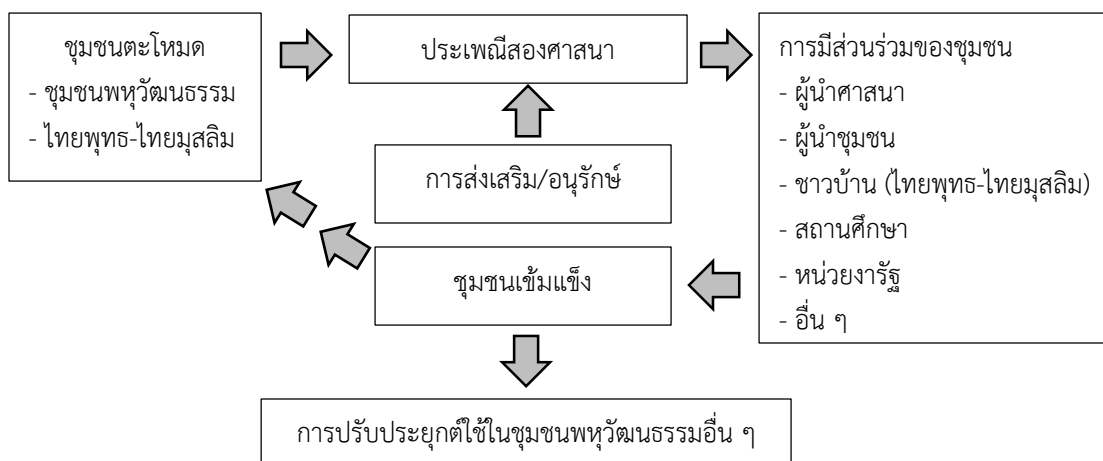 ชุมชนตะโหมด
- ชุมชนพหุวัฒนธรรม
- ไทยพุทธ-ไทยมุสลิม
ประเพณีสองศาสนา
การส่งเสริม/อนุรักษ์
ชุมชนเข้มแข็ง
การมีส่วนร่วมของชุมชน
- ผู้นำศาสนา
- ผู้นำชุมชน
- ชาวบ้าน (ไทยพุทธ-ไทยมุสลิม)
- สถานศึกษา
- หน่วยงารัฐ
- อื่น ๆ
การปรับประยุกต์ใช้ในชุมชนพหุวัฒนธรรมอื่น ๆ